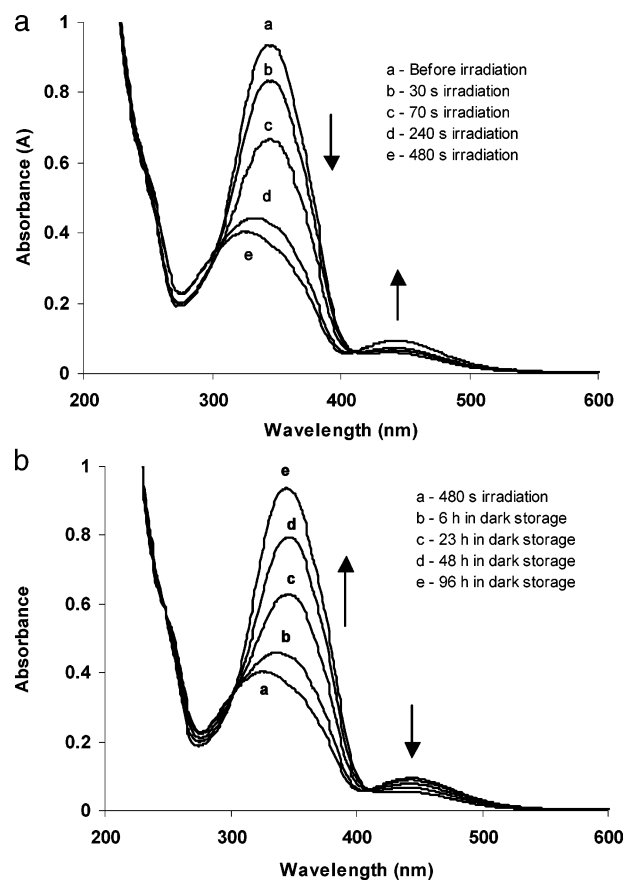 a
1
0.8
0.6
0.4
0.2
0
Absorbance (A)
a
b
c
d
e
a - Before irradiation
b - 30 s irradiation
c - 70 s irradiation
d - 240 s irradiation
e - 480 s irradiation
200 300 400 500 600
Wavelength (nm)
b
1
0.8
0.6
0.4
0.2
0
Absorbance
e
d
c
b
a
a - 480 s irradiation
b - 6 h in dark storage
c - 23 h in dark storage
d - 48 h in dark storage
e - 96 h in dark storage
200 300 400 500 600
Wavelength (nm)